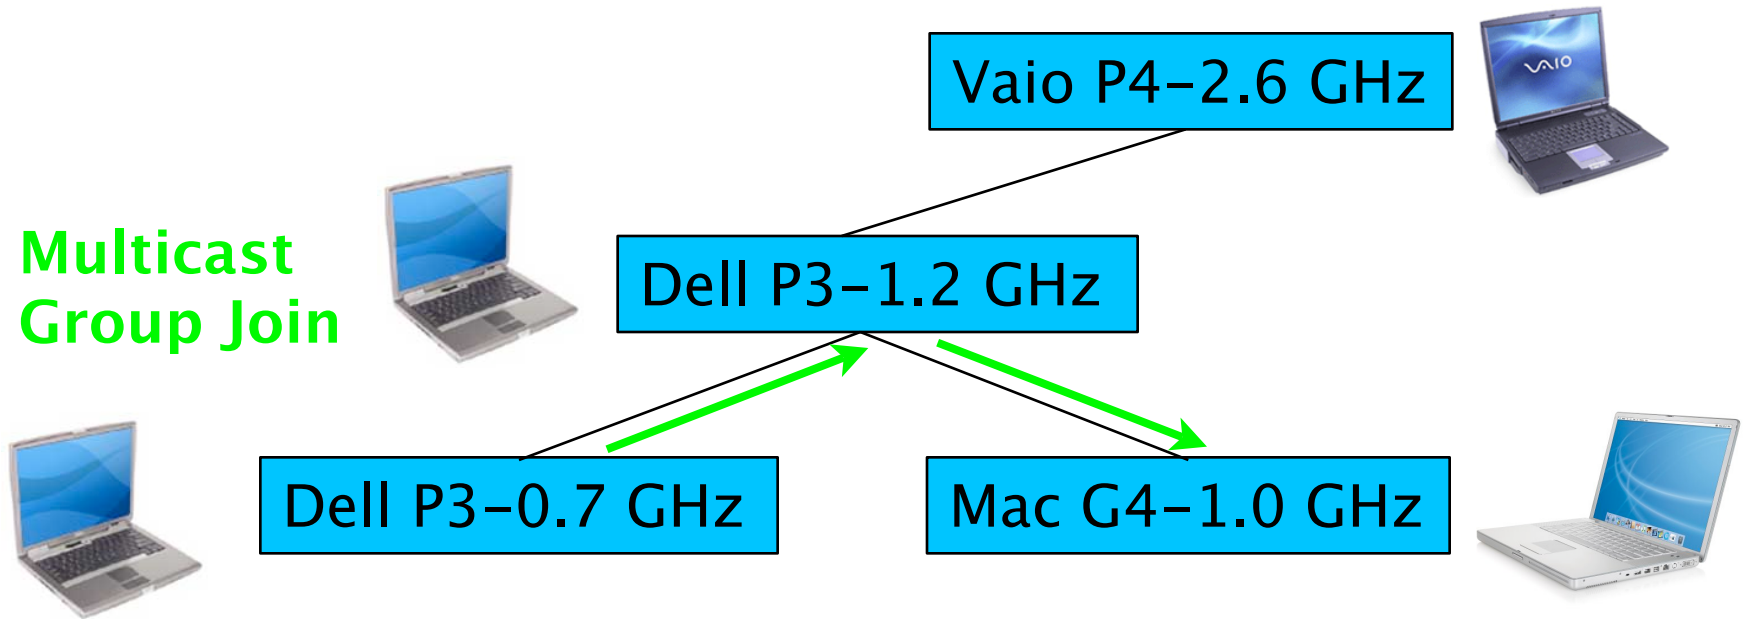 Vaio P4-2.6 GHz
VAIO
Multicast
Group Join
Dell P3-1.2 GHz
Dell P3-0.7 GHz
Mac G4-1.0 GHz